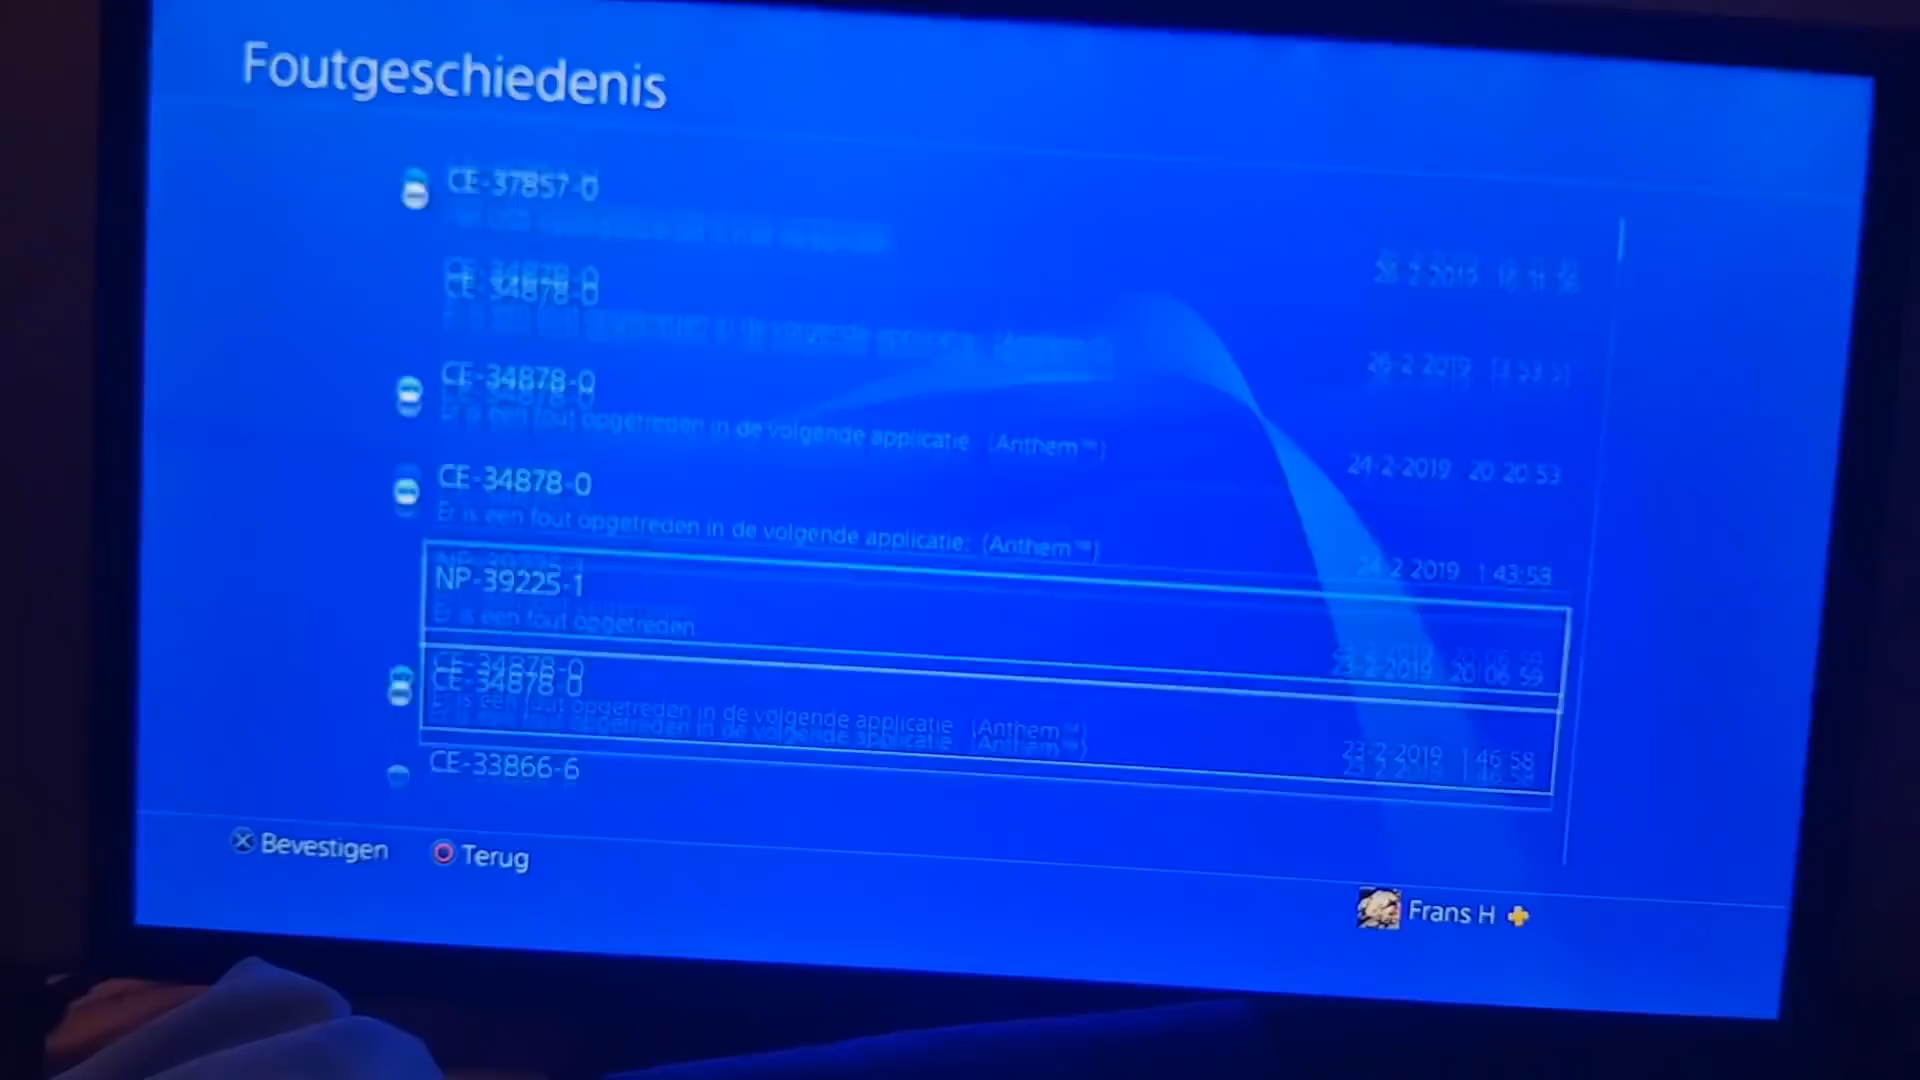 Foutgeschiedenis
CE-37857-0
CE-34878-0
26-2-2019 13:53:51
CE-34878-0
Er is een fout opgetreden in de volgende applicatie: (Anthem™)
24-2-2019 20:20:53
CE-34878-0
Er is een fout opgetreden in de volgende applicatie: (Anthem™)
24-2-2019 1:43:53
NP-39225-1
Er is een fout opgetreden
23-2-2019 20:06:59
CE-34878-0
Er is een fout opgetreden in de volgende applicatie: (Anthem™)
23-2-2019 1:46:58
CE-33866-6
Bevestigen Terug
Frans H